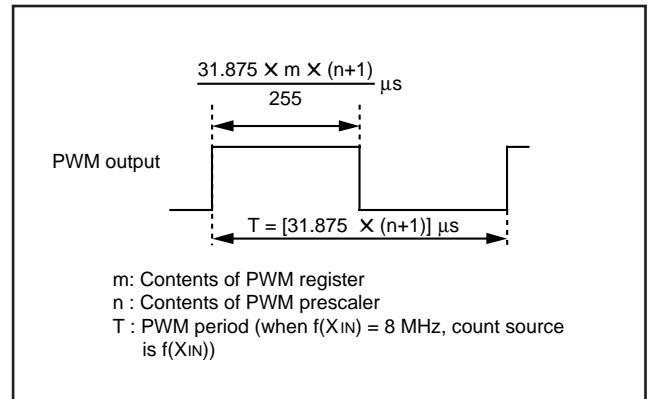 31.875 × m × (n+1)
255
μs
PWM output
T = [31.875 × (n+1)] μs
m: Contents of PWM register
n : Contents of PWM prescaler
T : PWM period (when f(XIN) = 8 MHz, count source
is f(XIN))